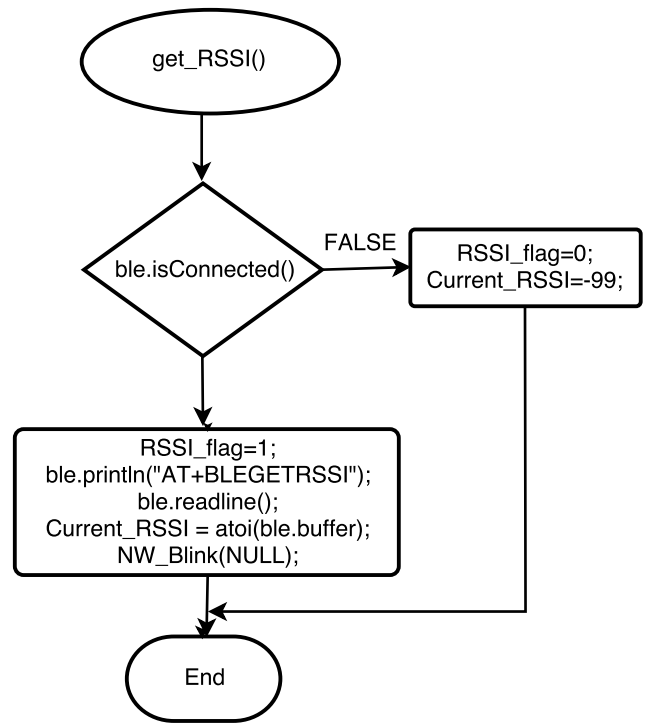 get_RSSI()
ble.isConnected()
FALSE
RSSI_flag=0;
Current_RSSI=-99;
RSSI_flag=1;
ble.println("AT+BLEGETRSSI");
ble.readline();
Current_RSSI = atoi(ble.buffer);
NW_Blink(NULL);
End